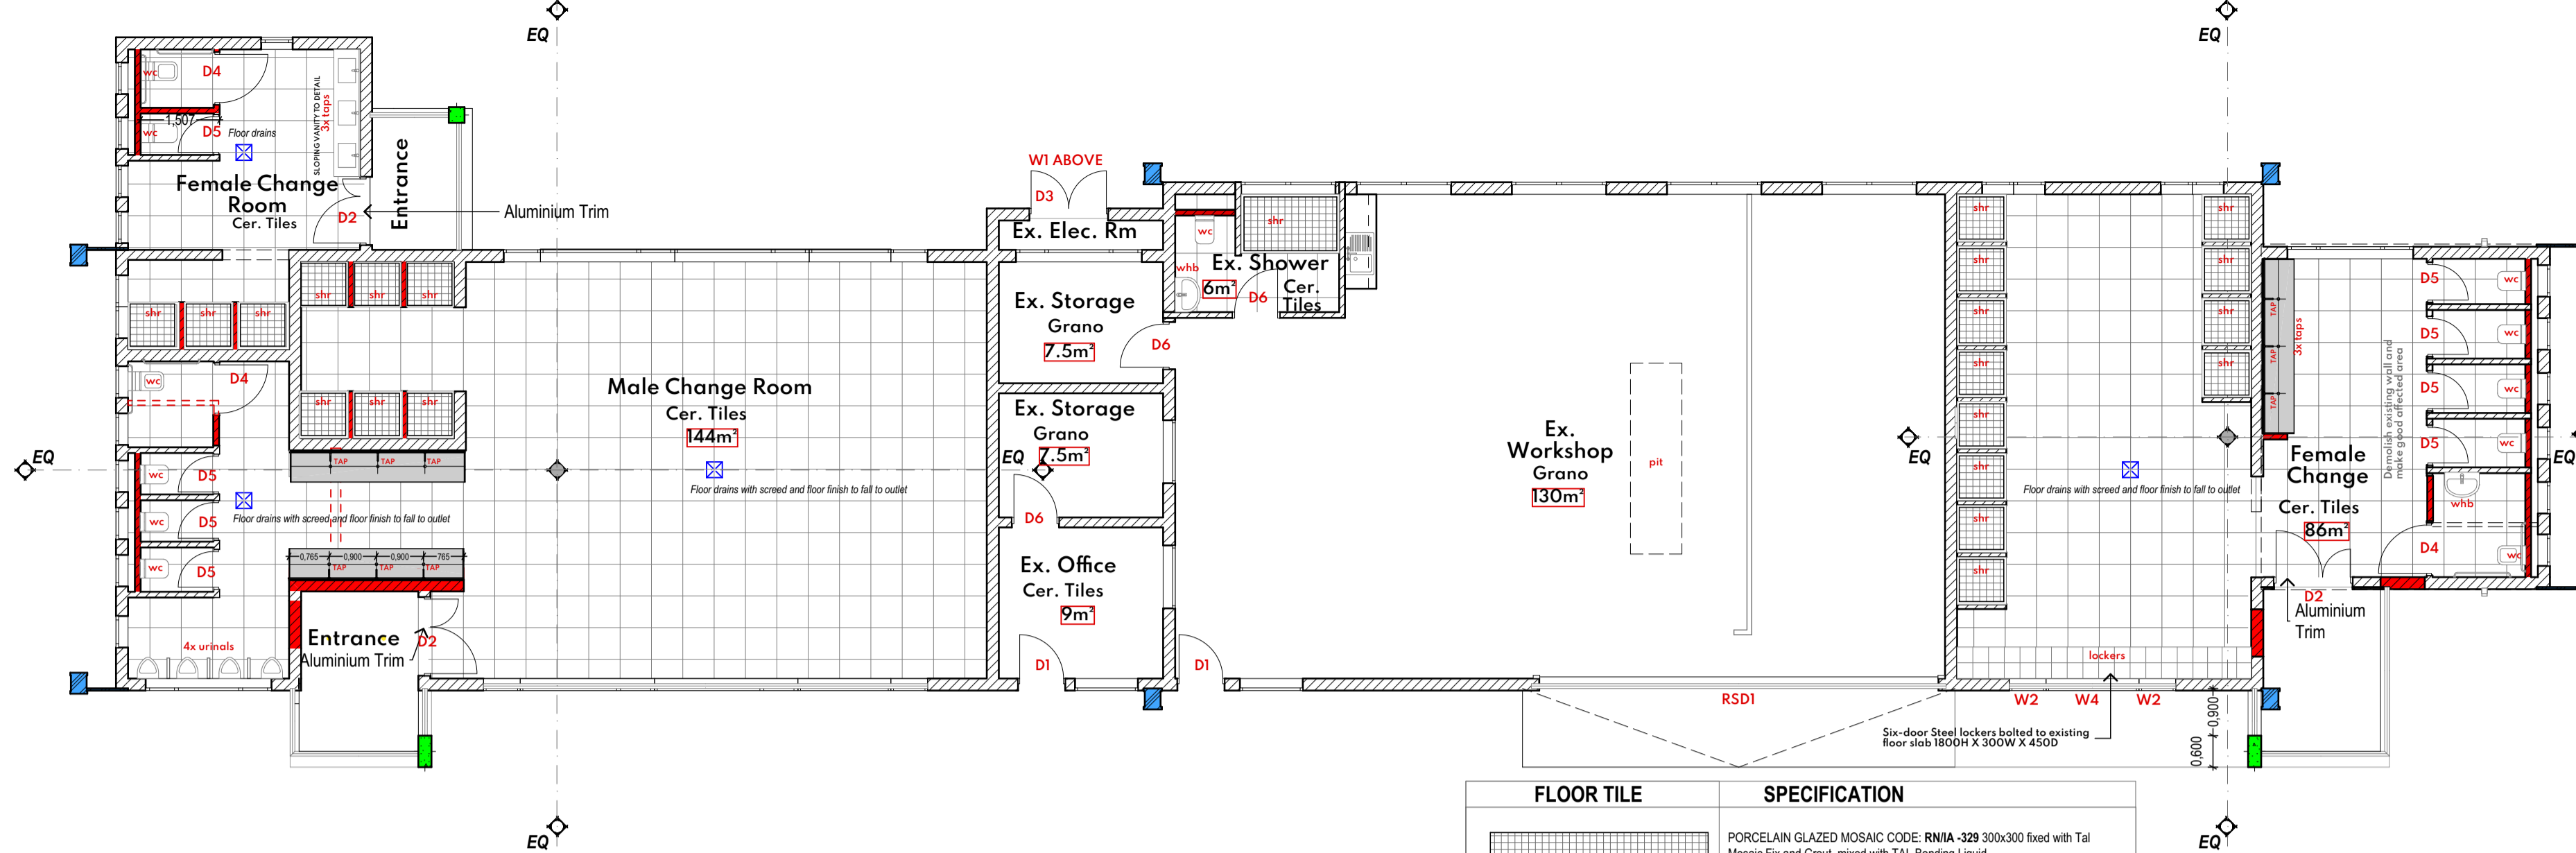 EQ
EQ
wc
D4
SLOPING VANITY TO DETAIL
3x taps
wc
1,507
D5
Floor drains
Female Change
Room
Cer. Tiles
D2
Entrance
Aluminium Trim
W1 ABOVE
D3
Ex. Elec. Rm
wc
shr
whb
Ex. Shower
6m²
Cer.
Tiles
D6
shr
shr
shr
shr
shr
shr
Ex. Storage
Grano
7.5m²
D6
wc
D4
shr
shr
shr
Male Change Room
Cer. Tiles
144m²
Ex. Storage
Grano
7.5m²
EQ
EQ
TAP
TAP
TAP
wc
D5
Floor drains with screed and floor finish to fall to outlet
wc
D5
Floor drains with screed and floor finish to fall to outlet
wc
D5
0,765
0,900
0,900
765
TAP
TAP
TAP
D6
Ex. Office
Cer. Tiles
9m²
4x urinals
Entrance
Aluminium Trim
D2
D1
D1
Ex.
Workshop
Grano
130m²
pit
RSD1
EQ
shr
shr
shr
shr
shr
shr
shr
shr
shr
shr
shr
shr
Floor drains with screed and floor finish to fall to outlet
lockers
W2
W4
W2
Six-door Steel lockers bolted to existing
floor slab 1800H X 300W X 450D
0,900
0,600
TAP
TAP
TAP
3x taps
Demolish existing wall and
make good affected area
D5
wc
D5
wc
D5
wc
D5
wc
EQ
Female
Change
Cer. Tiles
86m²
whb
D4
wc
D2
Aluminium
Trim
EQ
EQ
FLOOR TILE
SPECIFICATION
PORCELAIN GLAZED MOSAIC CODE: RN/IA -329 300x300 fixed with Tal
Mosaic Fix and Grout, mixed with TAL Bonding Liquid